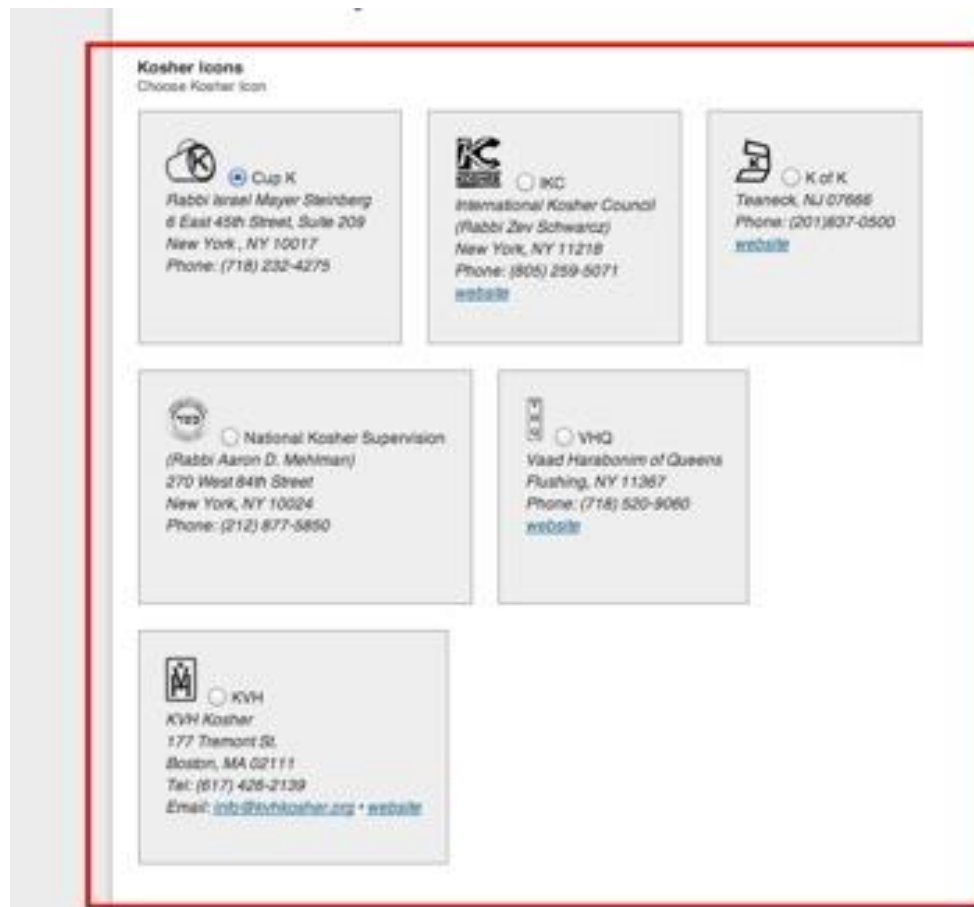 Kosher Icons
Choose Kosher Icon
Cup K
Rabbi Israel Mayer Steinberg
6 East 45th Street, Suite 209
New York , NY 10017
Phone: (718) 232-4275
KC
KOSHER
IKC
International Kosher Council
(Rabbi Zev Schwarcz)
New York, NY 11218
Phone: (805) 259-5071
website
K
K of K
Teaneck, NJ 07666
Phone: (201)837-0500
website
כשר
National Kosher Supervision
(Rabbi Aaron D. Mehlman)
270 West 84th Street
New York, NY 10024
Phone: (212) 877-5850
VHQ
Vaad Harabonim of Queens
Flushing, NY 11367
Phone: (718) 520-9060
website
KVH
KVH Kosher
177 Tremont St.
Boston, MA 02111
Tel: (617) 426-2139
Email: info@kvhkosher.org • website